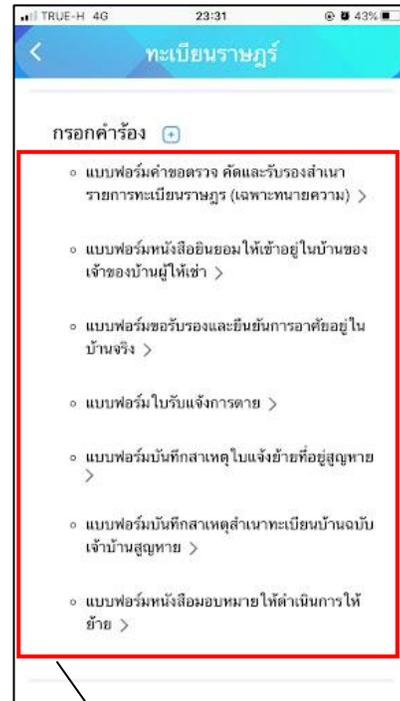 TRUE-H 4G 23:31 43%
ทะเบียนราษฎร์
กรอกคำร้อง
แบบฟอร์มคำขอตรวจ คัดและรับรองสำเนา
รายการทะเบียนราษฎร (เฉพาะทนายความ) >
แบบฟอร์มหนังสือยินยอมให้เข้าอยู่ในบ้านของ
เจ้าของบ้านผู้ให้เช่า >
แบบฟอร์มขอรับรองและยืนยันการอาศัยอยู่ใน
บ้านจริง >
แบบฟอร์มใบรับแจ้งการตาย >
แบบฟอร์มบันทึกสาเหตุใบแจ้งย้ายที่อยู่สูญหาย
>
แบบฟอร์มบันทึกสาเหตุสำเนาทะเบียนบ้านฉบับ
เจ้าบ้านสูญหาย >
แบบฟอร์มหนังสือมอบหมายให้ดำเนินการให้
ย้าย >